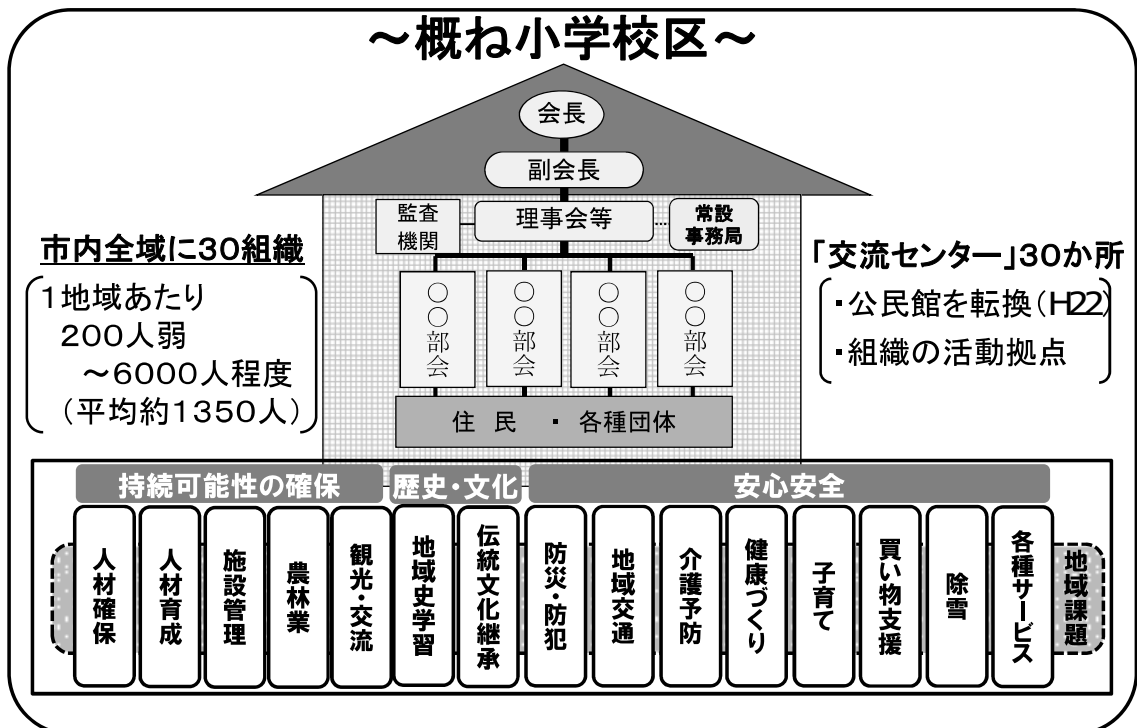 ～概ね小学校区～
会長
副会長
監査
機関
理事会等
常設
事務局
市内全域に30組織
1地域あたり
200人弱
～6000人程度
(平均約1350人)
「交流センター」30か所
・公民館を転換(H22)
・組織の活動拠点
○○部会
○○部会
○○部会
○○部会
住民・各種団体
持続可能性の確保
歴史・文化
安心安全
人材確保
人材育成
施設管理
農林業
観光・交流
地域史学習
伝統文化継承
防災・防犯
地域交通
介護予防
健康づくり
子育て
買い物支援
除雪
各種サービス
地域課題